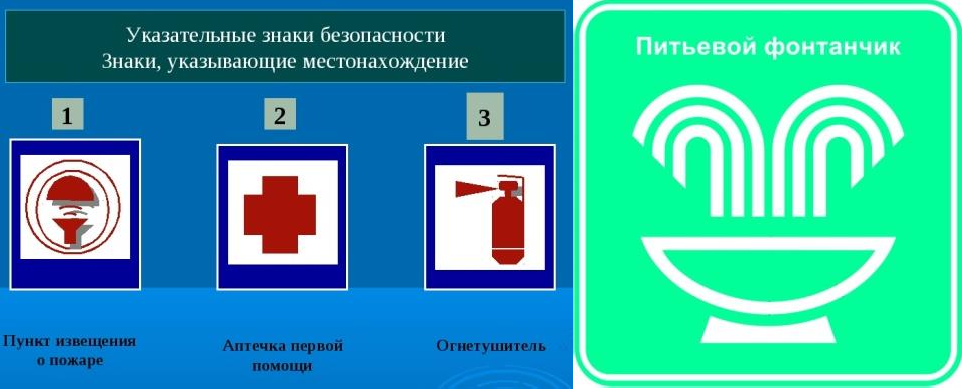 Указательные знаки безопасности
Знаки, указывающие местонахождение
1
2
3
Пункт извещения
о пожаре
Аптечка первой
помощи
Огнетушитель
Питьевой фонтанчик